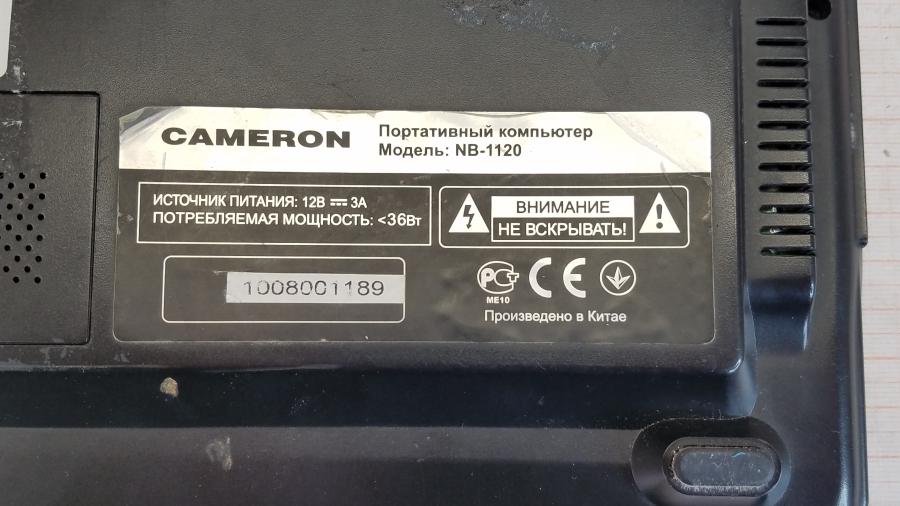 CAMERON
Портативный компьютер
Модель: NB-1120
ИСТОЧНИК ПИТАНИЯ: 12В ⎓ 3А
ПОТРЕБЛЯЕМАЯ МОЩНОСТЬ: <36Вт
ВНИМАНИЕ
НЕ ВСКРЫВАТЬ!
1008001189
РСТ CE
ME10
Произведено в Китае